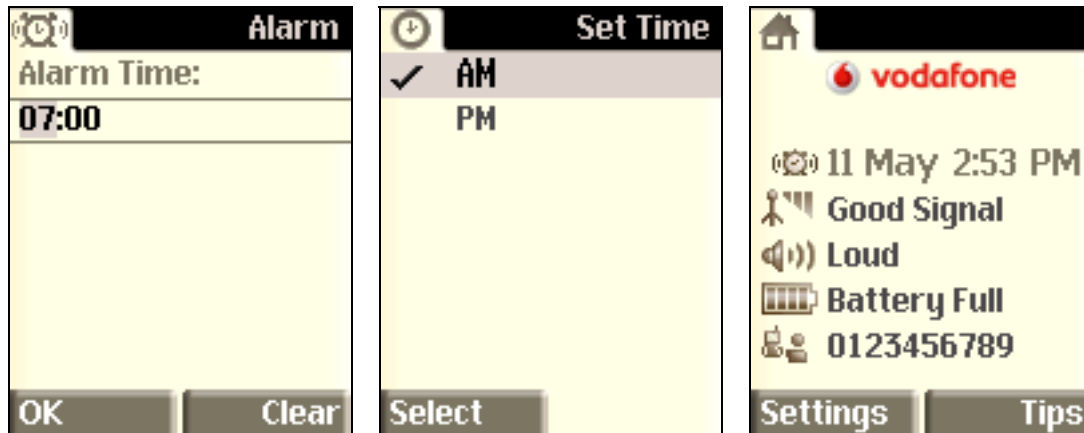 Alarm
Alarm Time:
07:00
OK Clear
Set Time
AM
PM
Select
vodafone
11 May 2:53 PM
Good Signal
Loud
Battery Full
0123456789
Settings Tips